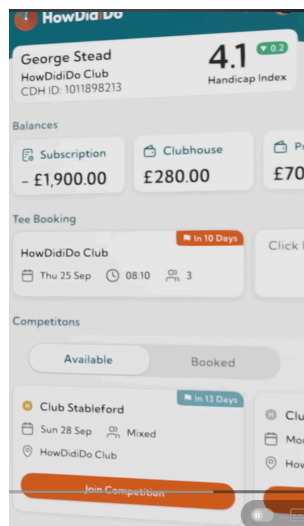 HowDidiDo
George Stead
HowDidiDo Club
CDH ID: 1011898213
4.1
0.2
Handicap Index
Balances
Subscription
- £1,900.00
Clubhouse
£280.00
£70
Tee Booking
In 10 Days
HowDidiDo Club
Thu 25 Sep 08:10 3
Click
Competitons
Available
Booked
In 13 Days
Club Stableford
Sun 28 Sep Mixed
HowDidiDo Club
Join Competition
Clu
Mon
How